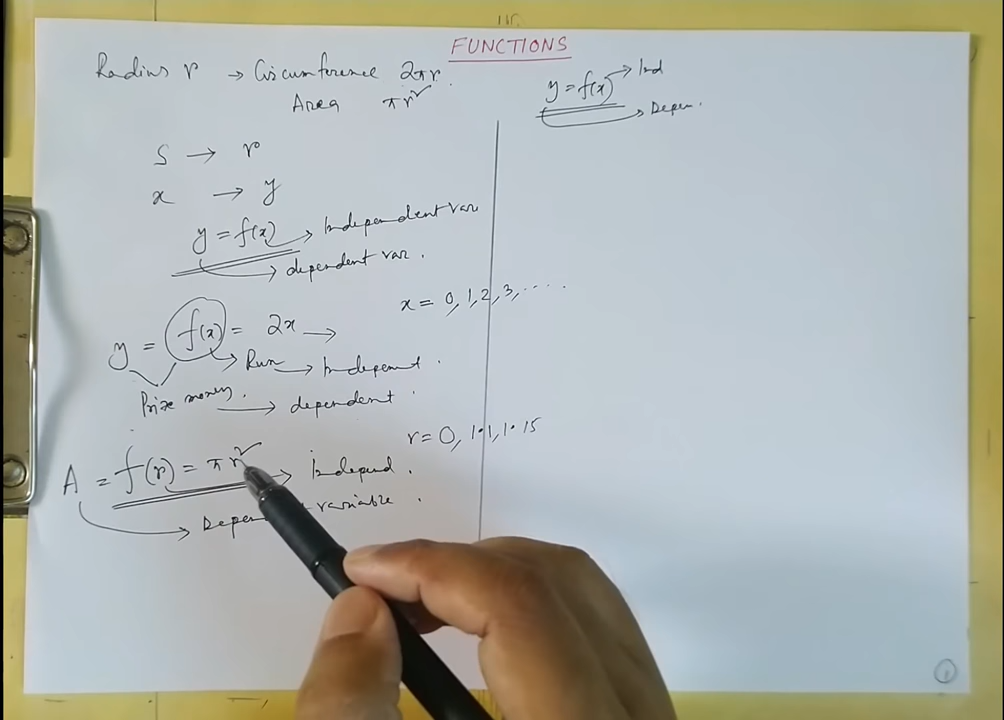 FUNCTIONS
Radius r → Circumference 2πr.
Area πr²
S → r
x → y
y = f(x) → Independent var
→ dependent var.
x = 0, 1, 2, 3, .....
y = f(x) = 2x →
→ Run → Independent.
Prize money. → dependent.
r = 0, 1.1, 1.15
A = f(r) = πr² → Independ.
→ Depen variable.
y = f(x) → Ind
→ Depen.
1